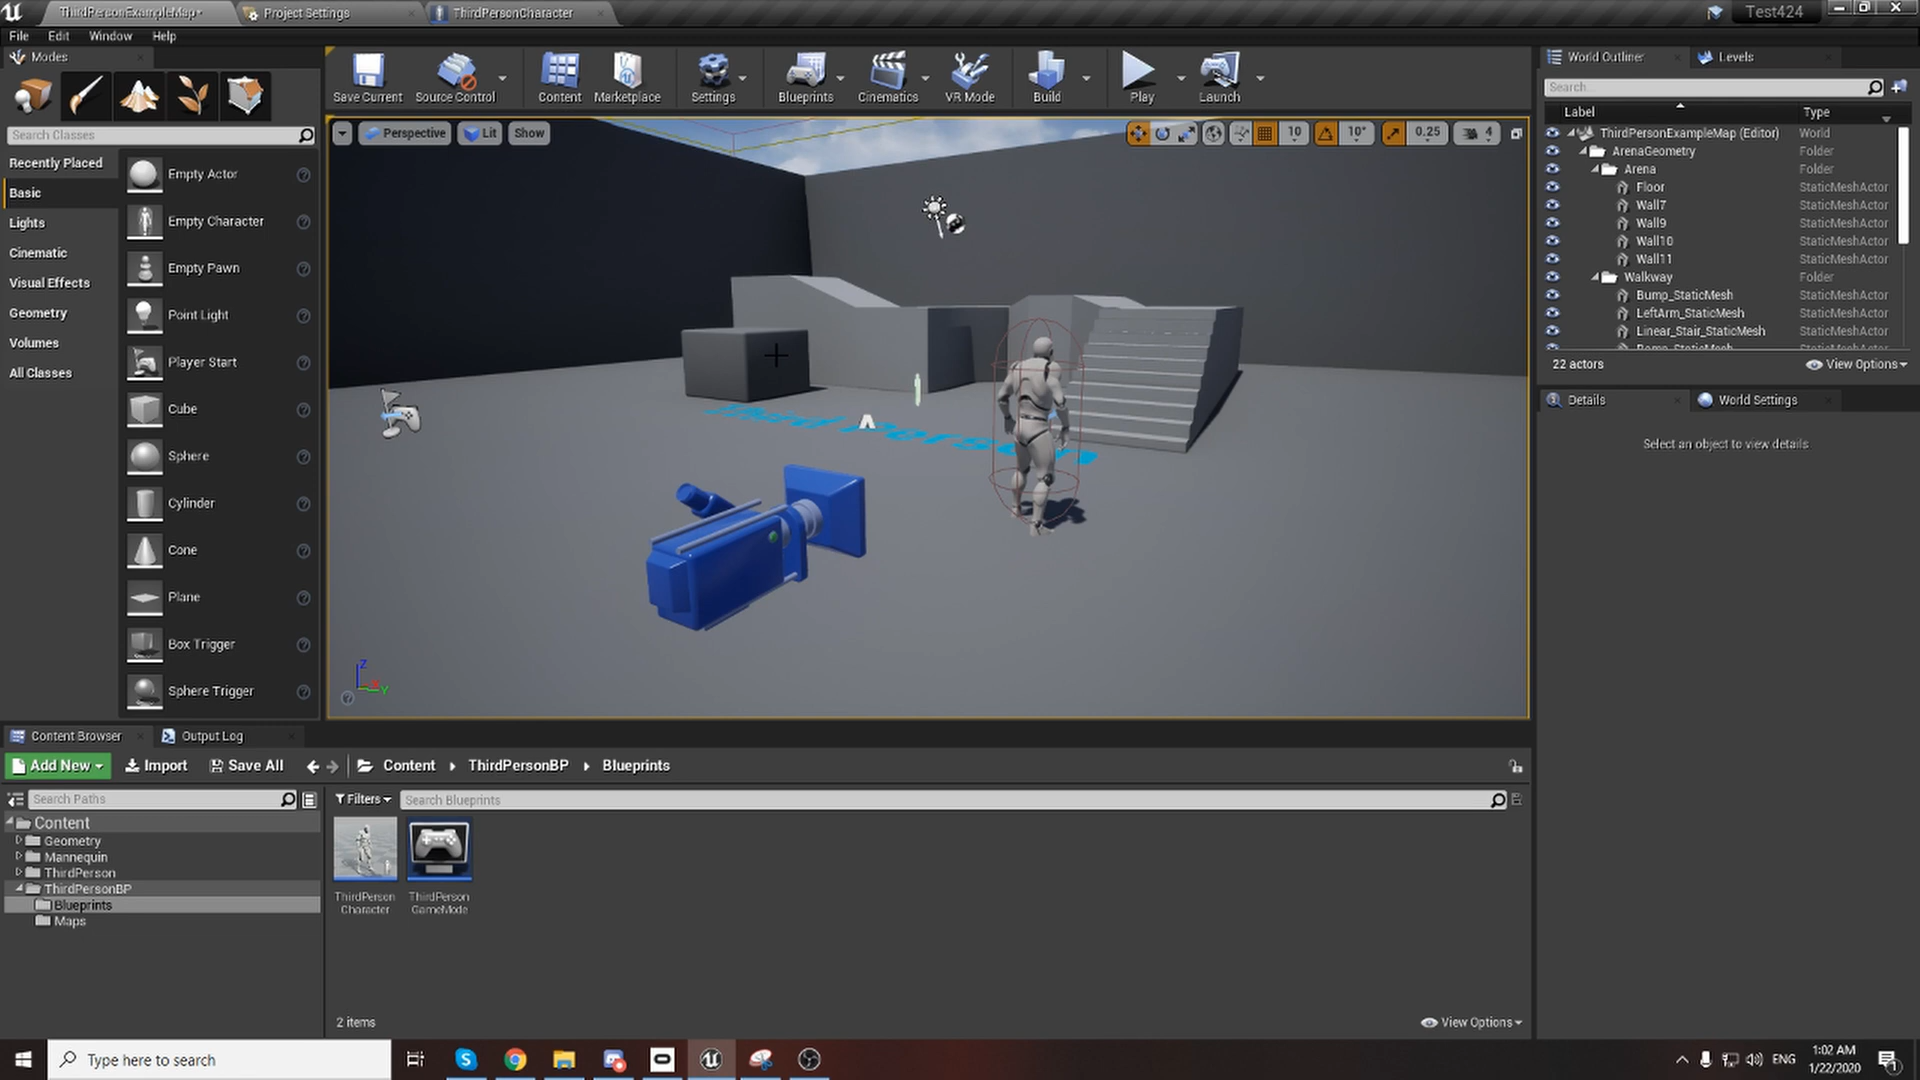 ThirdPersonExampleMap*
Project Settings
ThirdPersonCharacter
Test424
File Edit Window Help
Modes
Save Current
Source Control
Content
Marketplace
Settings
Blueprints
Cinematics
VR Mode
Build
Play
Launch
Search Classes
Recently Placed
Basic
Lights
Cinematic
Visual Effects
Geometry
Volumes
All Classes
Empty Actor
Empty Character
Empty Pawn
Point Light
Player Start
Cube
Sphere
Cylinder
Cone
Plane
Box Trigger
Sphere Trigger
Perspective
Lit
Show
10
10°
0.25
4
Third Person
Z
X
Y
World Outliner
Levels
Search...
Label Type
ThirdPersonExampleMap (Editor) World
ArenaGeometry Folder
Arena Folder
Floor StaticMeshActor
Wall7 StaticMeshActor
Wall9 StaticMeshActor
Wall10 StaticMeshActor
Wall11 StaticMeshActor
Walkway Folder
Bump_StaticMesh StaticMeshActor
LeftArm_StaticMesh StaticMeshActor
Linear_Stair_StaticMesh StaticMeshActor
22 actors
View Options
Details
World Settings
Select an object to view details
Content Browser
Output Log
Add New
Import
Save All
Content
ThirdPersonBP
Blueprints
Search Paths
Filters
Search Blueprints
Content
Geometry
Mannequin
ThirdPerson
ThirdPersonBP
Blueprints
Maps
ThirdPerson
Character
ThirdPerson
GameMode
2 items
View Options
Type here to search
ENG
1:02 AM
1/22/2020